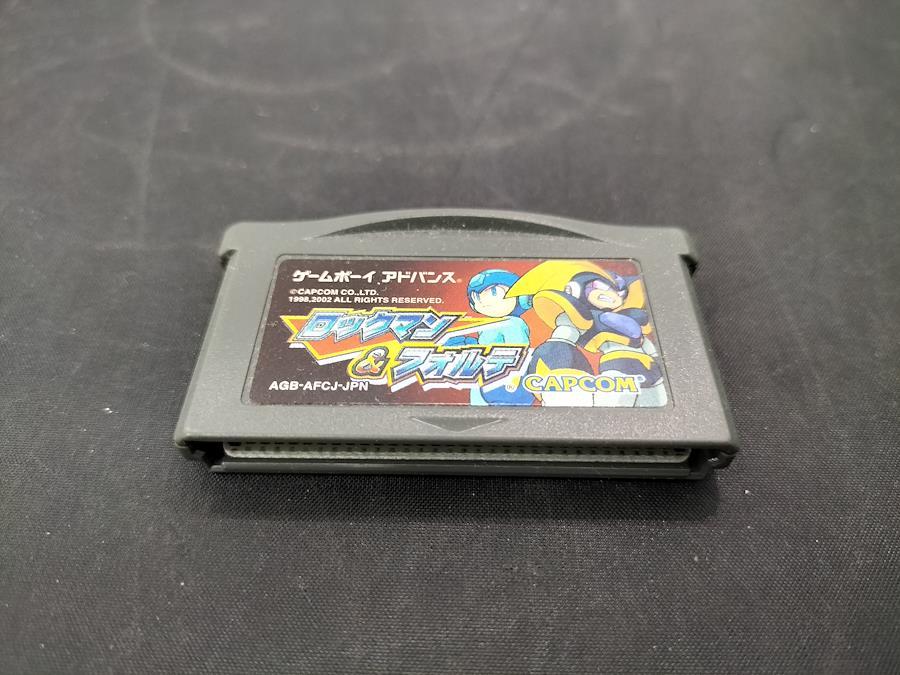 ゲームボーイ アドバンス®
©CAPCOM CO.,LTD.
1998,2002 ALL RIGHTS RESERVED.
ロックマン
&フォルテ
AGB-AFCJ-JPN
CAPCOM®